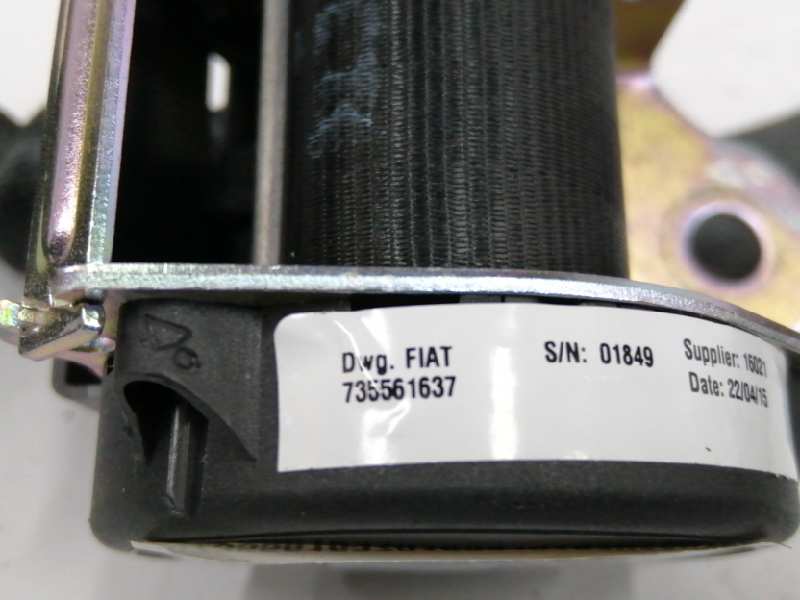 Dwg. FIAT
735561637
S/N: 01849
Supplier: 16021
Date: 22/04/15